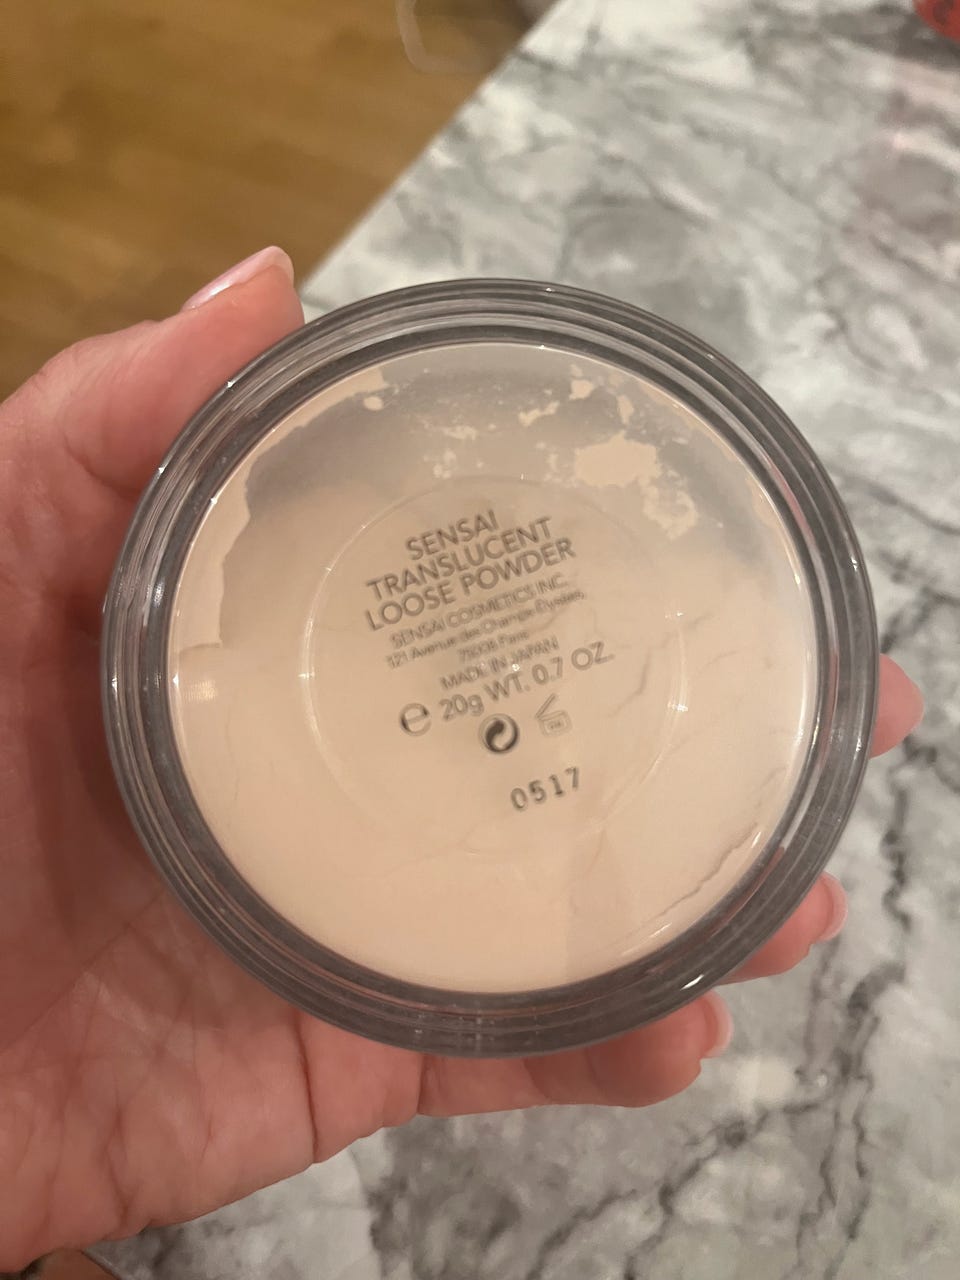 SENSAI
TRANSLUCENT
LOOSE POWDER
SENSAI COSMETICS INC.
121 Avenue des Champs-Élysées,
75008 Paris
MADE IN JAPAN
e 20g WT. 0.7 OZ.
0517